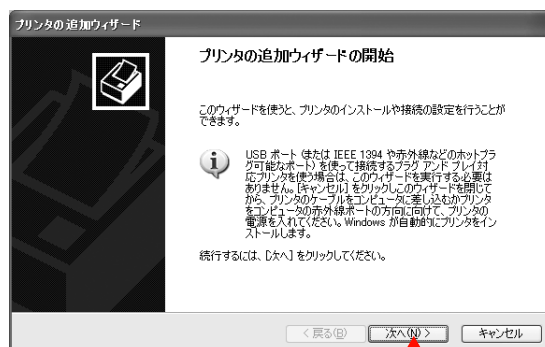 プリンタの追加ウィザード
プリンタの追加ウィザードの開始
このウィザードを使うと、プリンタのインストールや接続の設定を行うことが
できます。
USB ポート (または IEEE 1394 や赤外線などのホットプラ
グ可能なポート) を使って接続するプラグ アンド プレイ対
応プリンタを使う場合は、このウィザードを実行する必要は
ありません。[キャンセル] をクリックしこのウィザードを閉じて
から、プリンタのケーブルをコンピュータに差し込むかプリンタ
をコンピュータの赤外線ポートの方向に向けて、プリンタの
電源を入れてください。Windows が自動的にプリンタをイン
ストールします。
続行するには、[次へ] をクリックしてください。
< 戻る(B)
次へ(N) >
キャンセル